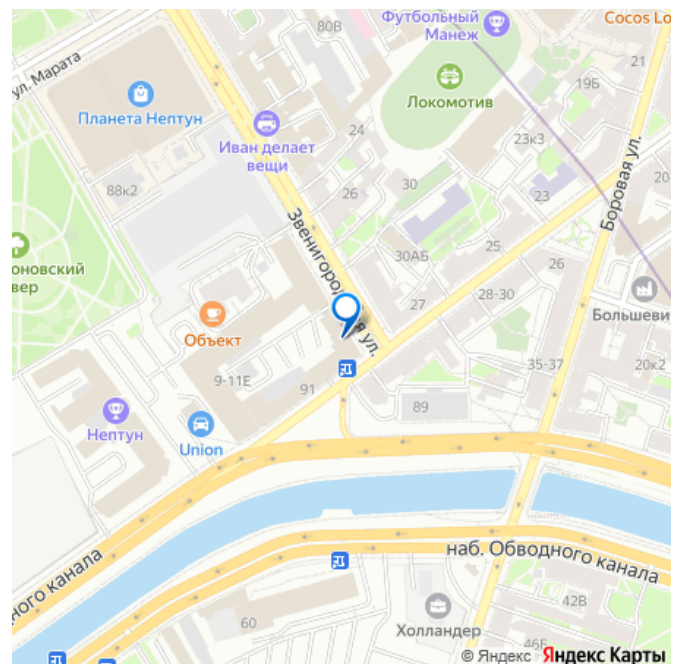 Футбольный
Манеж
Cocos Lo
80В
21
ул. Марата
19Б
Локомотив
Планета Нептун
Иван делает
вещи
24
23к3
Боровая ул.
88к2
26
30
23
20-
Звенигородская ул.
оновский
вер
30АБ
25
26
27
28-30
Большеви
Объект
35-37
20к2
9-11Е
91
89
Нептун
Union
наб. Обводного канала
дного канала
42В
60
Холландер
46Б
© Яндекс Яндекс Карты